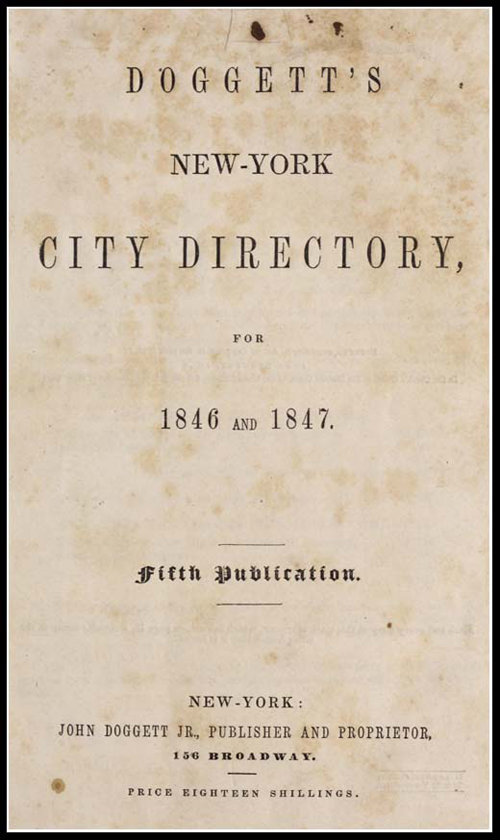 DOGGETT'S
NEW-YORK
CITY DIRECTORY,
FOR
1846 AND 1847.
Fifth Publication.
NEW-YORK:
JOHN DOGGETT JR., PUBLISHER AND PROPRIETOR,
156 BROADWAY.
PRICE EIGHTEEN SHILLINGS.